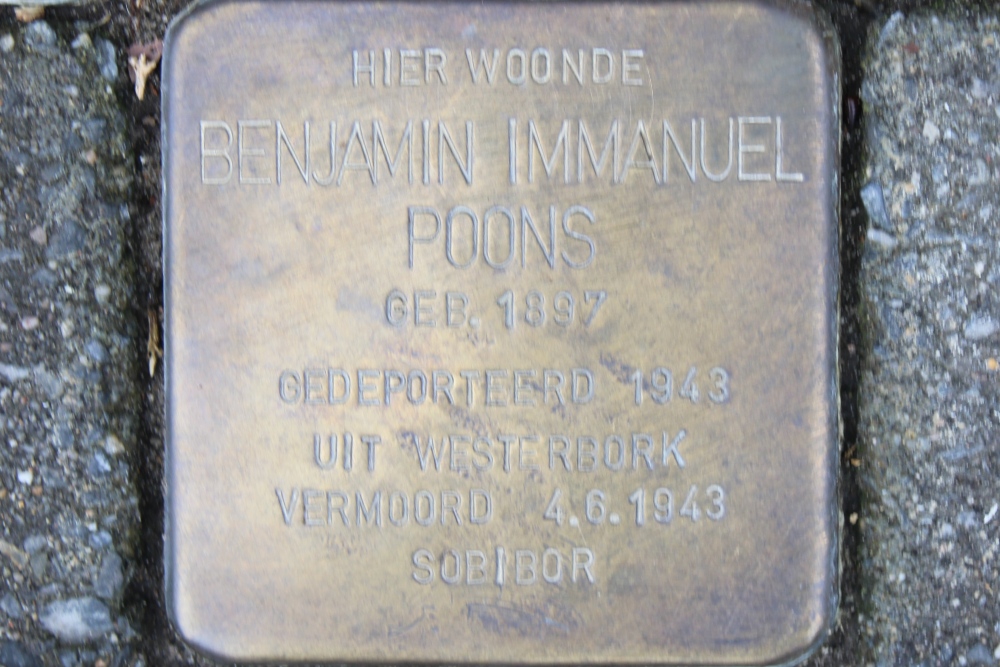 HIER WOONDE
BENJAMIN IMMANUEL
POONS
GEB. 1897
GEDEPORTEERD 1943
UIT WESTERBORK
VERMOORD 4.6.1943
SOBIBOR